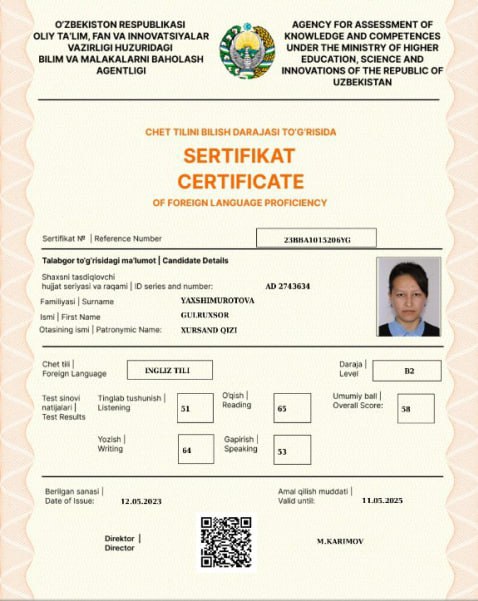 O'ZBEKISTON RESPUBLIKASI
OLIY TA'LIM, FAN VA INNOVATSIYALAR
VAZIRLIGI HUZURIDAGI
BILIM VA MALAKALARNI BAHOLASH
AGENTLIGI
AGENCY FOR ASSESSMENT OF
KNOWLEDGE AND COMPETENCES
UNDER THE MINISTRY OF HIGHER
EDUCATION, SCIENCE AND
INNOVATIONS OF THE REPUBLIC OF
UZBEKISTAN
CHET TILINI BILISH DARAJASI TO'G'RISIDA
SERTIFIKAT
CERTIFICATE
OF FOREIGN LANGUAGE PROFICIENCY
Sertifikat № | Reference Number 23BBA1015206YG
Talabgor to'g'risidagi ma'lumot | Candidate Details
Shaxsni tasdiqlovchi
hujjat seriyasi va raqami | ID series and number: AD 2743634
Familiyasi | Surname YAXSHIMUROTOVA
Ismi | First Name GULRUXSOR
Otasining ismi | Patronymic Name: XURSAND QIZI
Chet tili |
Foreign Language
INGLIZ TILI
Daraja |
Level
B2
Test sinovi
natijalari |
Test Results
Tinglab tushunish |
Listening
51
O'qish |
Reading
65
Umumiy ball |
Overall Score:
58
Yozish |
Writing
64
Gapirish |
Speaking
53
Berilgan sanasi |
Date of Issue: 12.05.2023
Amal qilish muddati |
Valid until: 11.05.2025
Direktor |
Director
M.KARIMOV